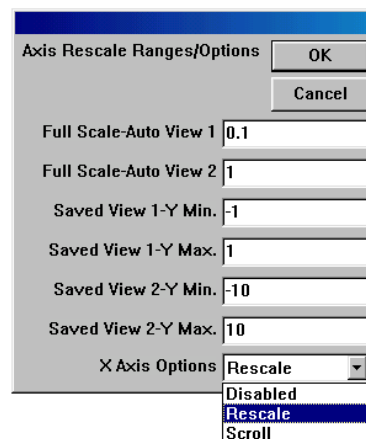 Axis Rescale Ranges/Options
OK
Cancel
Full Scale-Auto View 1 0.1
Full Scale-Auto View 2 1
Saved View 1-Y Min. -1
Saved View 1-Y Max. 1
Saved View 2-Y Min. -10
Saved View 2-Y Max. 10
X Axis Options Rescale
Disabled
Rescale
Scroll